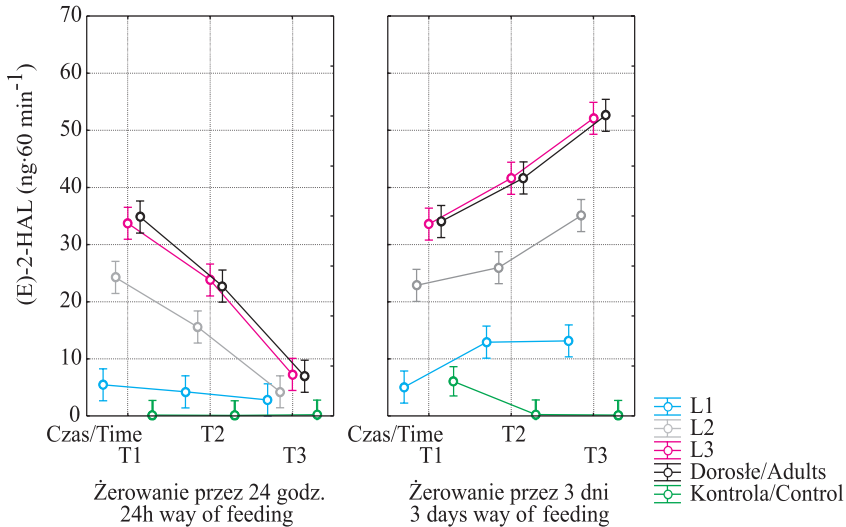 (E)-2-HAL (ng·60 min⁻¹)
70
60
50
40
30
20
10
0
Czas/Time
T1
T2
T3
Żerowanie przez 24 godz.
24h way of feeding
Czas/Time
T1
T2
T3
Żerowanie przez 3 dni
3 days way of feeding
L1
L2
L3
Dorosłe/Adults
Kontrola/Control